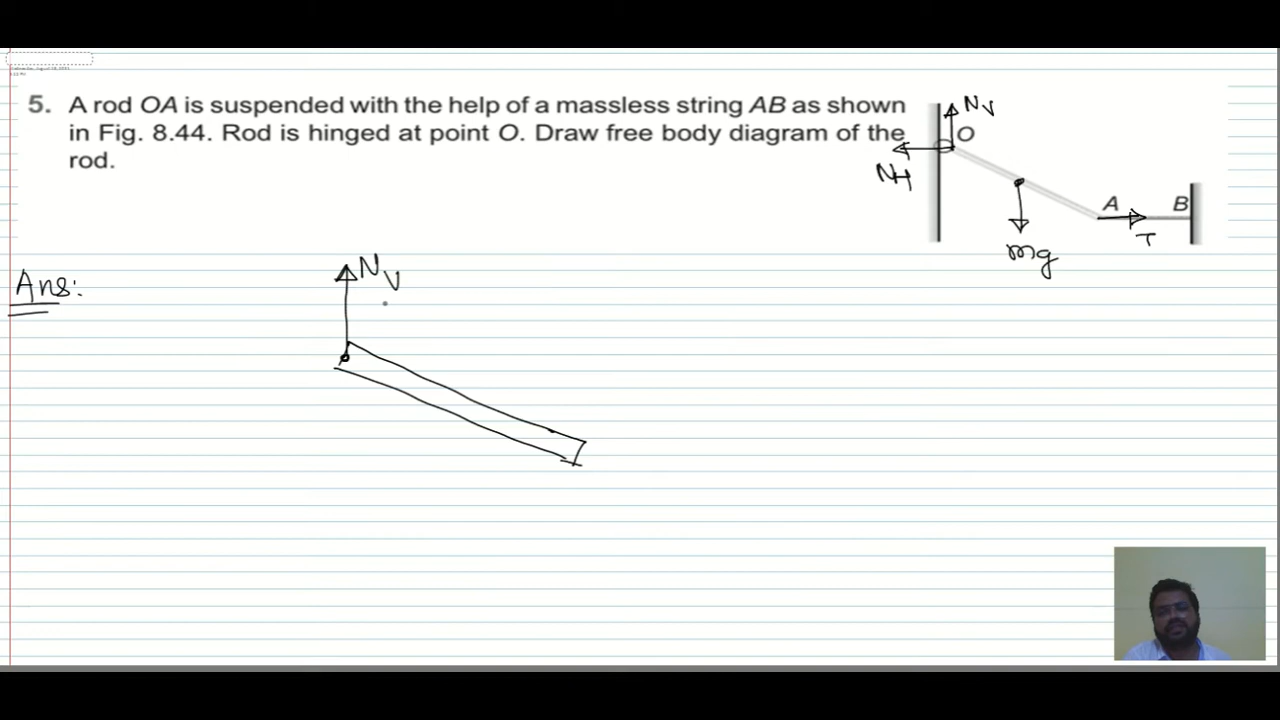 5. A rod OA is suspended with the help of a massless string AB as shown
in Fig. 8.44. Rod is hinged at point O. Draw free body diagram of the
rod.
NV
O
NH
A
B
T
mg
Ans:
NV